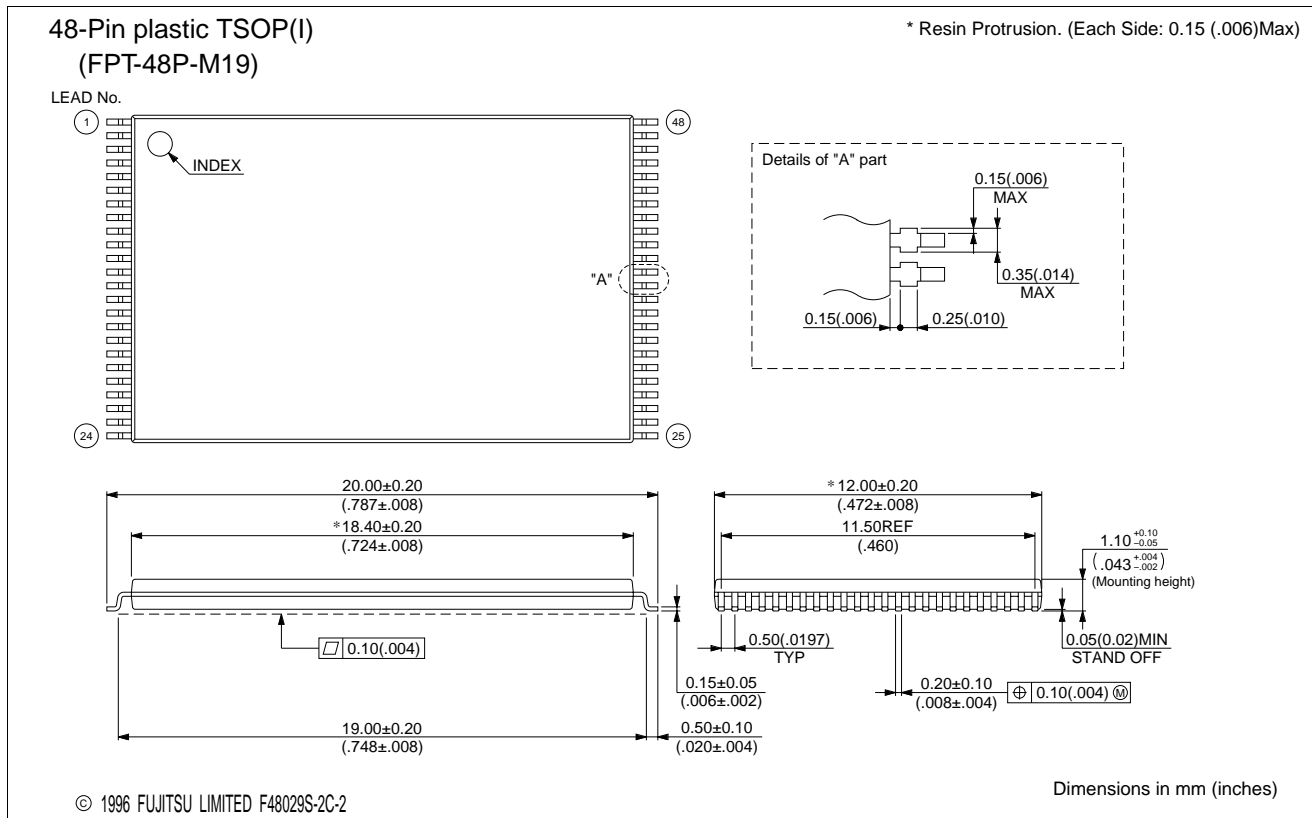 48-Pin plastic TSOP(I)
(FPT-48P-M19)
* Resin Protrusion. (Each Side: 0.15 (.006)Max)
LEAD No.
1
48
INDEX
"A"
24
25
Details of "A" part
0.15(.006)
MAX
0.35(.014)
MAX
0.15(.006)
0.25(.010)
20.00±0.20
(.787±.008)
*18.40±0.20
(.724±.008)
0.10(.004)
0.15±0.05
(.006±.002)
19.00±0.20
(.748±.008)
0.50±0.10
(.020±.004)
*12.00±0.20
(.472±.008)
11.50REF
(.460)
1.10 +0.10 -0.05
(.043 +.004 -.002)
(Mounting height)
0.50(.0197)
TYP
0.05(0.02)MIN
STAND OFF
0.20±0.10
(.008±.004)
⌖ 0.10(.004) Ⓜ
© 1996 FUJITSU LIMITED F48029S-2C-2
Dimensions in mm (inches)